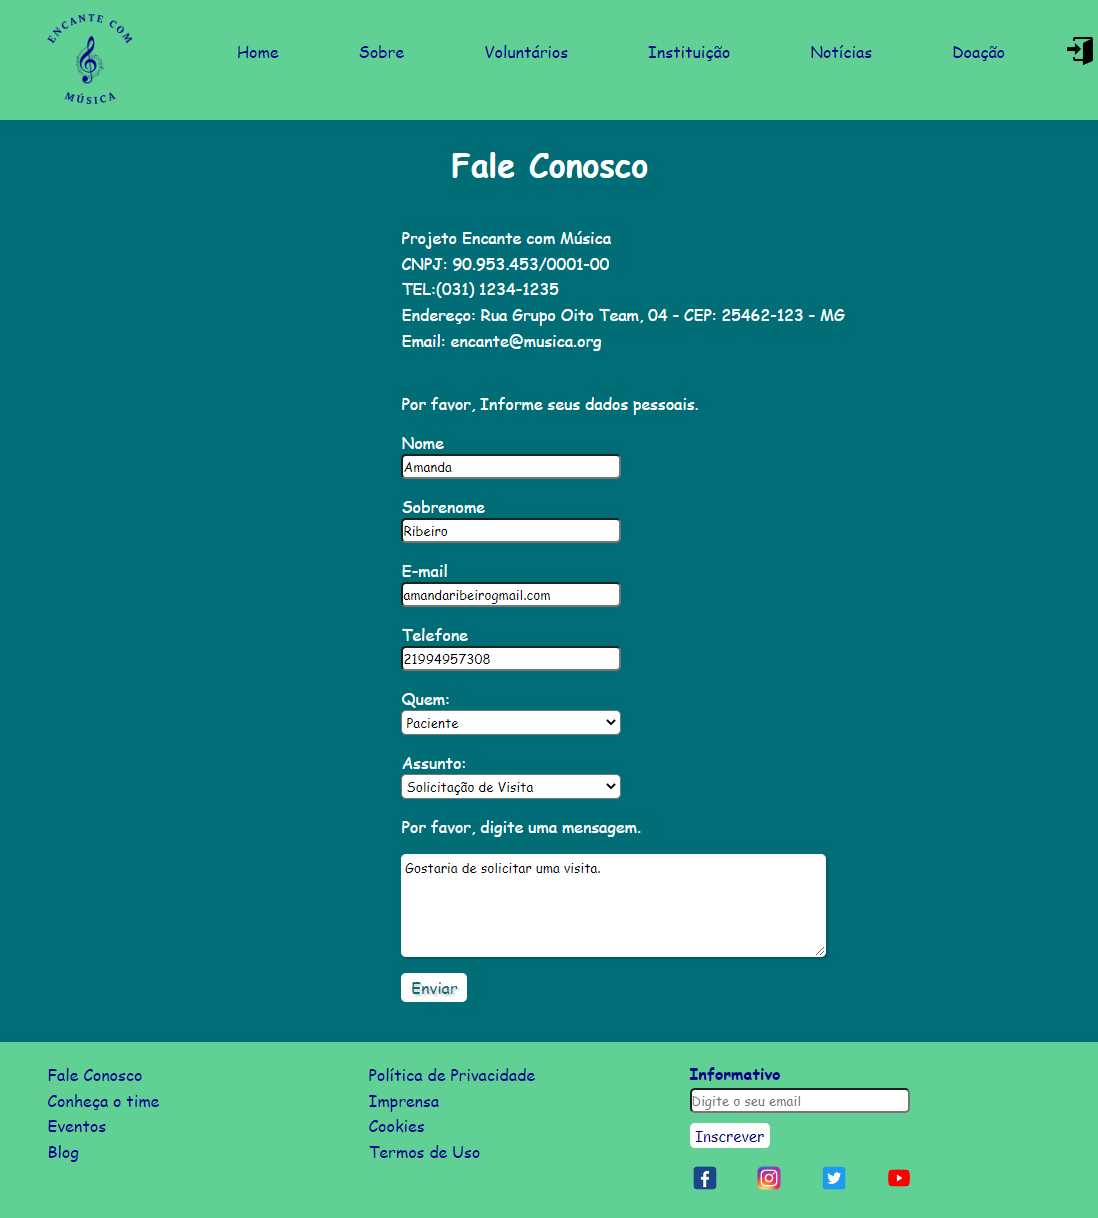 ENCANTE COM
MÚSICA
Home Sobre Voluntários Instituição Notícias Doação
Fale Conosco
Projeto Encante com Música
CNPJ: 90.953.453/0001-00
TEL:(031) 1234-1235
Endereço: Rua Grupo Oito Team, 04 - CEP: 25462-123 - MG
Email: encante@musica.org
Por favor, Informe seus dados pessoais.
Nome
Amanda
Sobrenome
Ribeiro
E-mail
amandaribeirogmail.com
Telefone
21994957308
Quem:
Paciente
Assunto:
Solicitação de Visita
Por favor, digite uma mensagem.
Gostaria de solicitar uma visita.
Enviar
Fale Conosco
Conheça o time
Eventos
Blog
Política de Privacidade
Imprensa
Cookies
Termos de Uso
Informativo
Digite o seu email
Inscrever